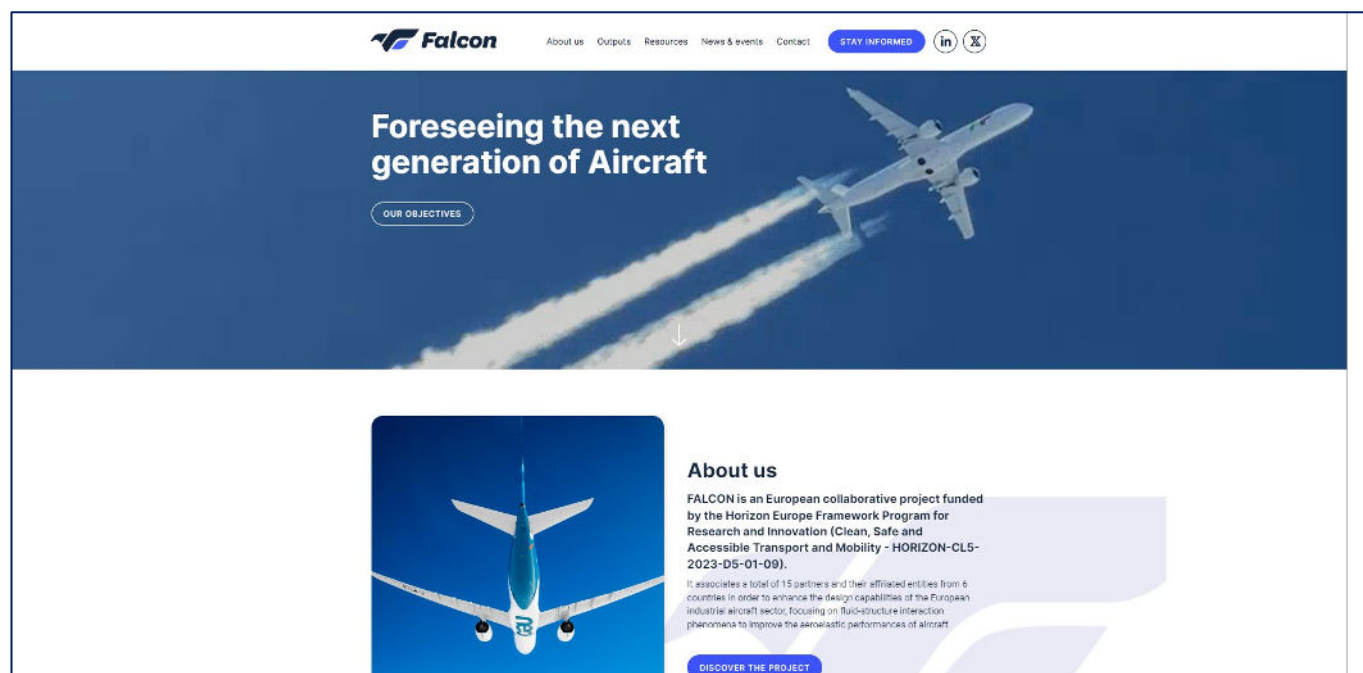 Falcon
About us Outputs Resources News & events Contact STAY INFORMED in X
Foreseeing the next
generation of Aircraft
OUR OBJECTIVES
About us
FALCON is an European collaborative project funded
by the Horizon Europe Framework Program for
Research and Innovation (Clean, Safe and
Accessible Transport and Mobility - HORIZON-CL5-
2023-D5-01-09).
It associates a total of 15 partners and their affiliated entities from 6
countries in order to enhance the design capabilities of the European
industrial aircraft sector, focusing on fluid-structure interaction
phenomena to improve the aeroelastic performances of aircraft
DISCOVER THE PROJECT